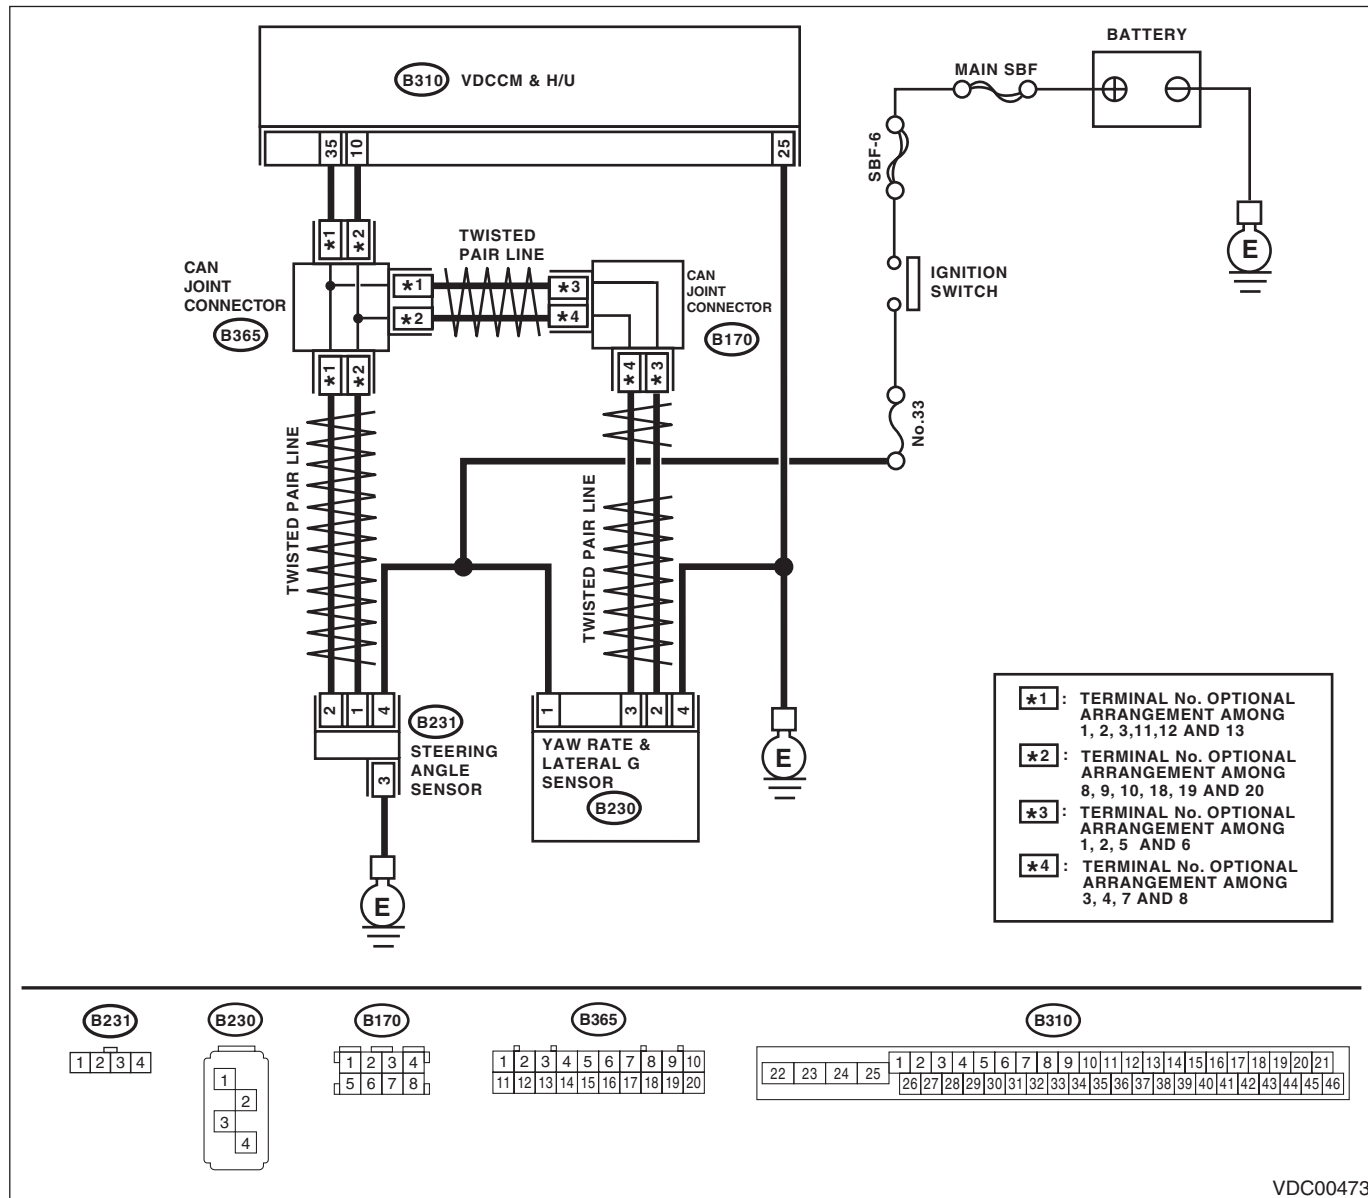 BATTERY
MAIN SBF
B310 VDCCM & H/U
35 10 25
SBF-6
*1 *2
TWISTED
PAIR LINE
CAN
JOINT
CONNECTOR
B365
*1 *3
*2 *4
CAN
JOINT
CONNECTOR
B170
E
IGNITION
SWITCH
*1 *2
*4 *3
No.33
TWISTED PAIR LINE
TWISTED PAIR LINE
2 1 4
B231
STEERING
ANGLE
SENSOR
3
E
1 3 2 4
YAW RATE &
LATERAL G
SENSOR
B230
E
*1 : TERMINAL No. OPTIONAL
ARRANGEMENT AMONG
1, 2, 3,11,12 AND 13
*2 : TERMINAL No. OPTIONAL
ARRANGEMENT AMONG
8, 9, 10, 18, 19 AND 20
*3 : TERMINAL No. OPTIONAL
ARRANGEMENT AMONG
1, 2, 5 AND 6
*4 : TERMINAL No. OPTIONAL
ARRANGEMENT AMONG
3, 4, 7 AND 8
B231
1 2 3 4
B230
1
2
3
4
B170
1 2 3 4
5 6 7 8
B365
1 2 3 4 5 6 7 8 9 10
11 12 13 14 15 16 17 18 19 20
B310
22 23 24 25
1 2 3 4 5 6 7 8 9 10 11 12 13 14 15 16 17 18 19 20 21
26 27 28 29 30 31 32 33 34 35 36 37 38 39 40 41 42 43 44 45 46
VDC00473